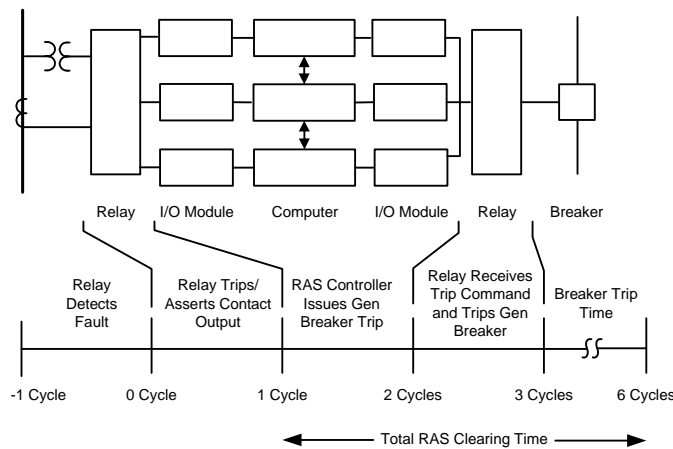 Relay I/O Module Computer I/O Module Relay Breaker
Relay
Detects
Fault
Relay Trips/
Asserts Contact
Output
RAS Controller
Issues Gen
Breaker Trip
Relay Receives
Trip Command
and Trips Gen
Breaker
Breaker Trip
Time
-1 Cycle 0 Cycle 1 Cycle 2 Cycles 3 Cycles 6 Cycles
Total RAS Clearing Time